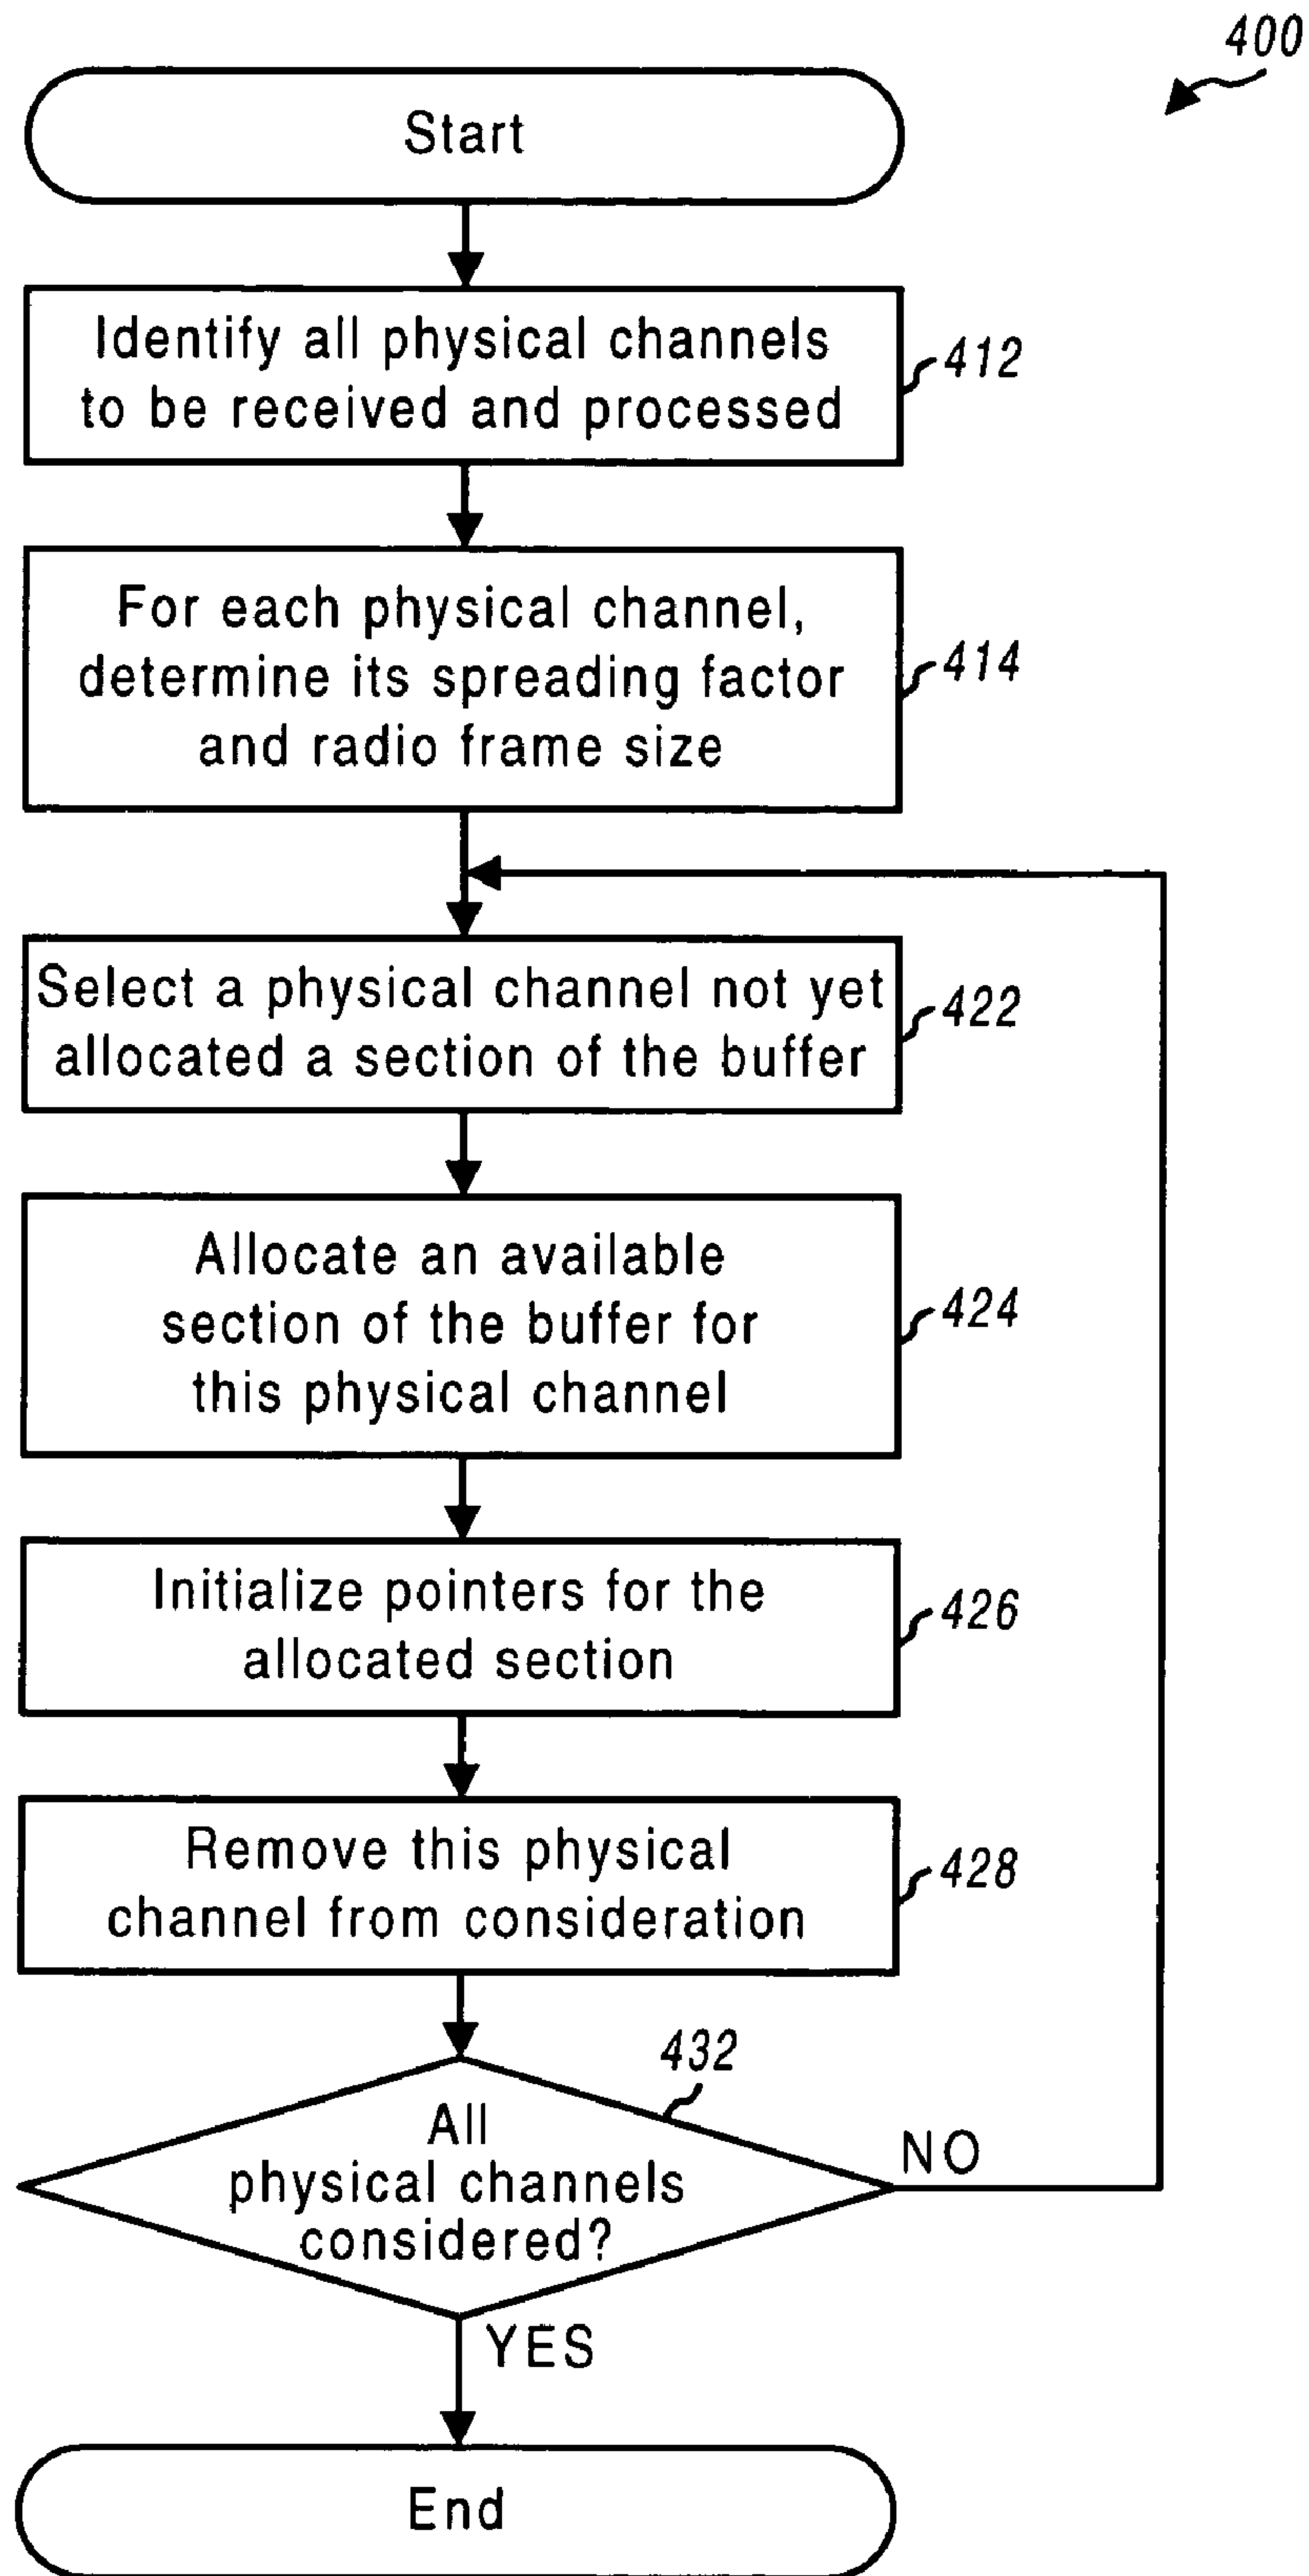 400
Start
Identify all physical channels
to be received and processed
412
For each physical channel,
determine its spreading factor
and radio frame size
414
Select a physical channel not yet
allocated a section of the buffer
422
Allocate an available
section of the buffer for
this physical channel
424
Initialize pointers for the
allocated section
426
Remove this physical
channel from consideration
428
432
All
physical channels
considered?
NO
YES
End